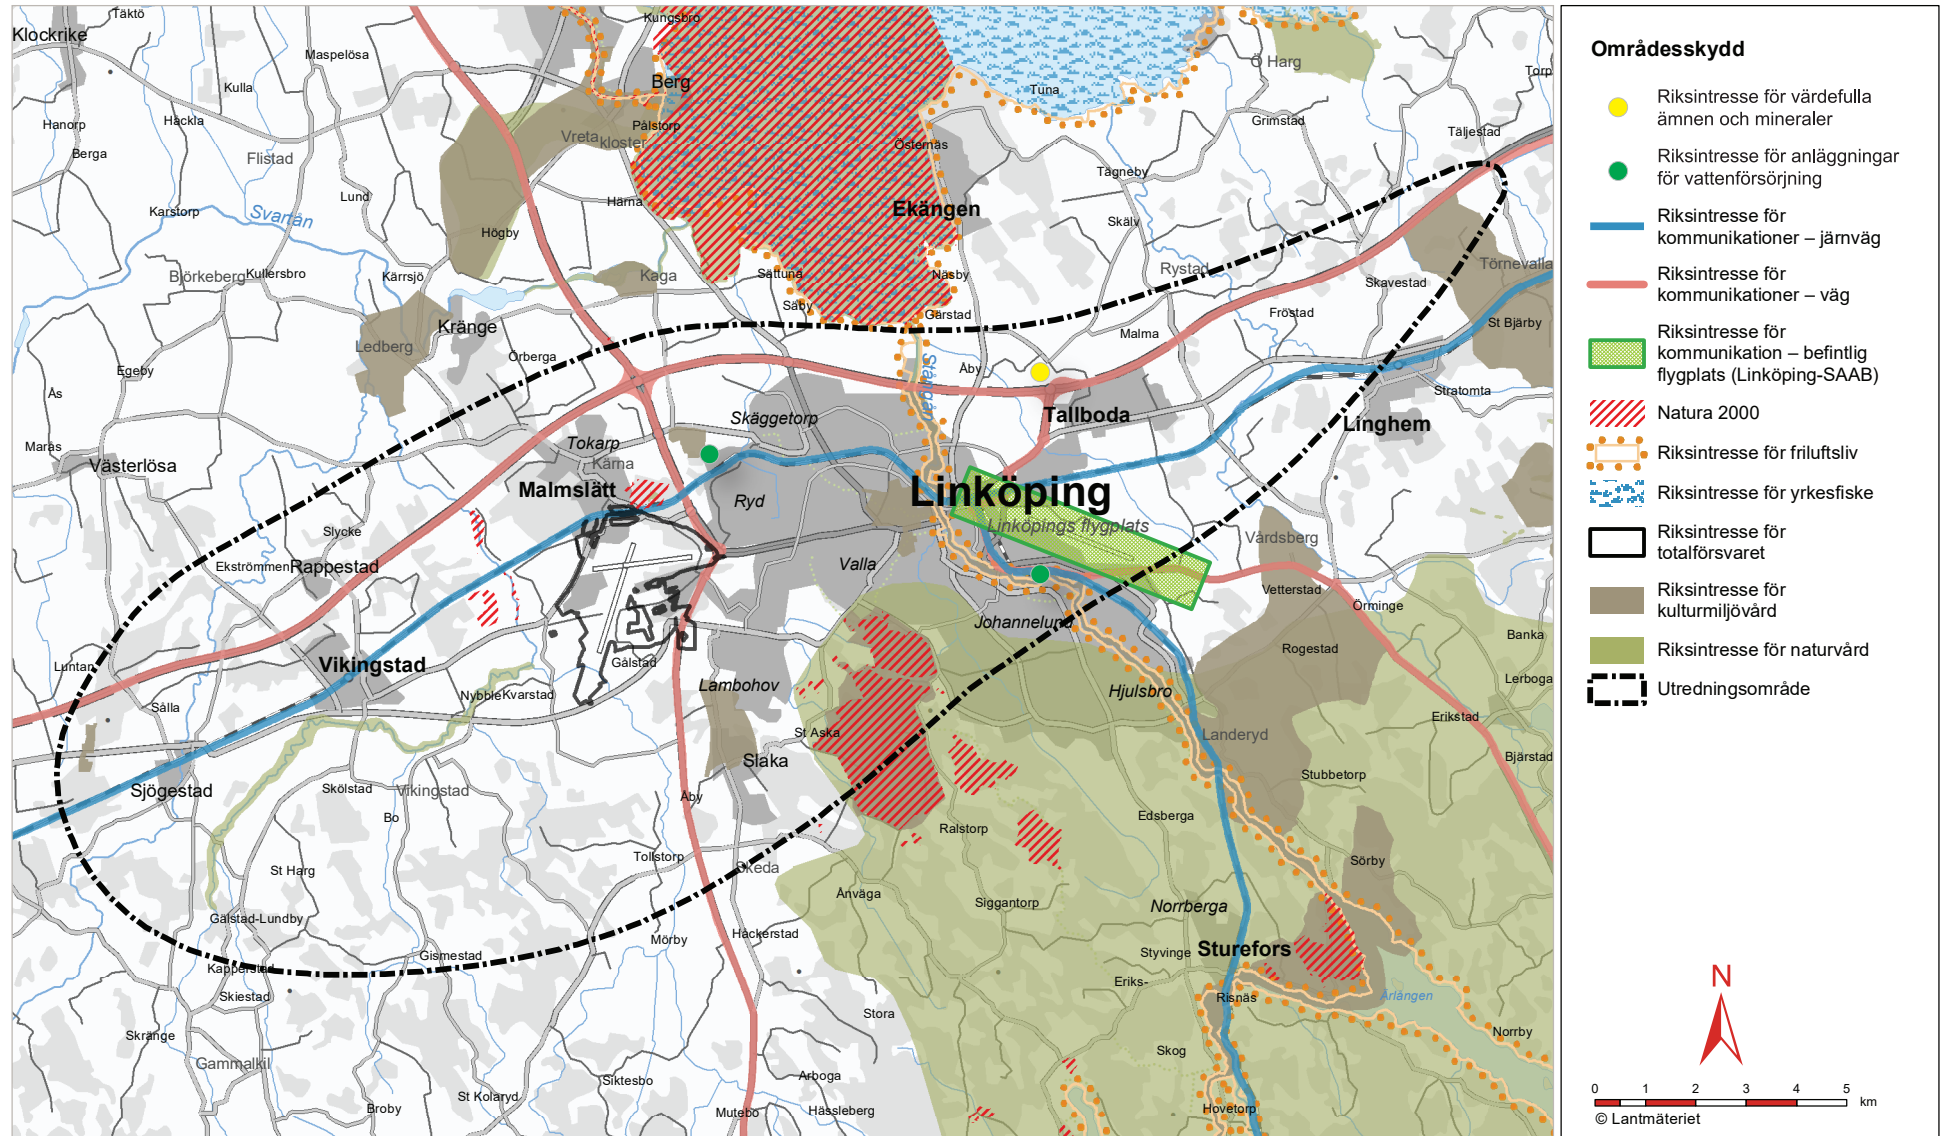 Täktö
Kungsbro
Klockrike
Maspelösa
Ö Harg
Torp
Berg
Kulla
Tuna
Hanorp
Häckla
Pålstorp
Grimstad
Täljestad
Vreta kloster
Berga
Flistad
Östernäs
Tägneby
Lund
Härna
Ekängen
Karstorp
Svartån
Skälv
Högby
Björkeberg
Kullersbro
Kärrsjö
Kaga
Sättuna
Näsby
Rystad
Törnevalla
Skavestad
Säby
Gärstad
Fröstad
Kränge
Malma
St Bjärby
Ledberg
Örberga
Stångån
Egeby
Åby
Ås
Stratomta
Skäggetorp
Tallboda
Linghem
Marås
Tokarp
Västerlösa
Kärna
Malmslätt
Ryd
Linköping
Linköpings flygplats
Slycke
Vårdsberg
Ekströmmen
Rappestad
Valla
Vetterstad
Örminge
Johannelund
Banka
Luntan
Vikingstad
Gålstad
Rogestad
Lerboga
Nybble
Kvarstad
Lambohov
Hjulsbro
Sålla
Erikstad
St Aska
Landeryd
Slaka
Bjärstad
Sjögestad
Skölstad
Vikingstad
Åby
Stubbetorp
Bo
Edsberga
Ralstorp
Tollstorp
Skeda
Sörby
St Harg
Ånväga
Siggantorp
Norrberga
Gälstad-Lundby
Hackerstad
Mörby
Sturefors
Gismestad
Styvinge
Kapperstad
Eriks-
Skiestad
Risnäs
Ärlången
Stora
Skränge
Norrby
Skog
Gammalkil
Siktesbo
Arboga
St Kolaryd
Broby
Mutebo
Hässleberg
Hovetorp
Områdesskydd
Riksintresse för värdefulla
ämnen och mineraler
Riksintresse för anläggningar
för vattenförsörjning
Riksintresse för
kommunikationer – järnväg
Riksintresse för
kommunikationer – väg
Riksintresse för
kommunikation – befintlig
flygplats (Linköping-SAAB)
Natura 2000
Riksintresse för friluftsliv
Riksintresse för yrkesfiske
Riksintresse för
totalförsvaret
Riksintresse för
kulturmiljövård
Riksintresse för naturvård
Utredningsområde
N
0 1 2 3 4 5 km
© Lantmäteriet